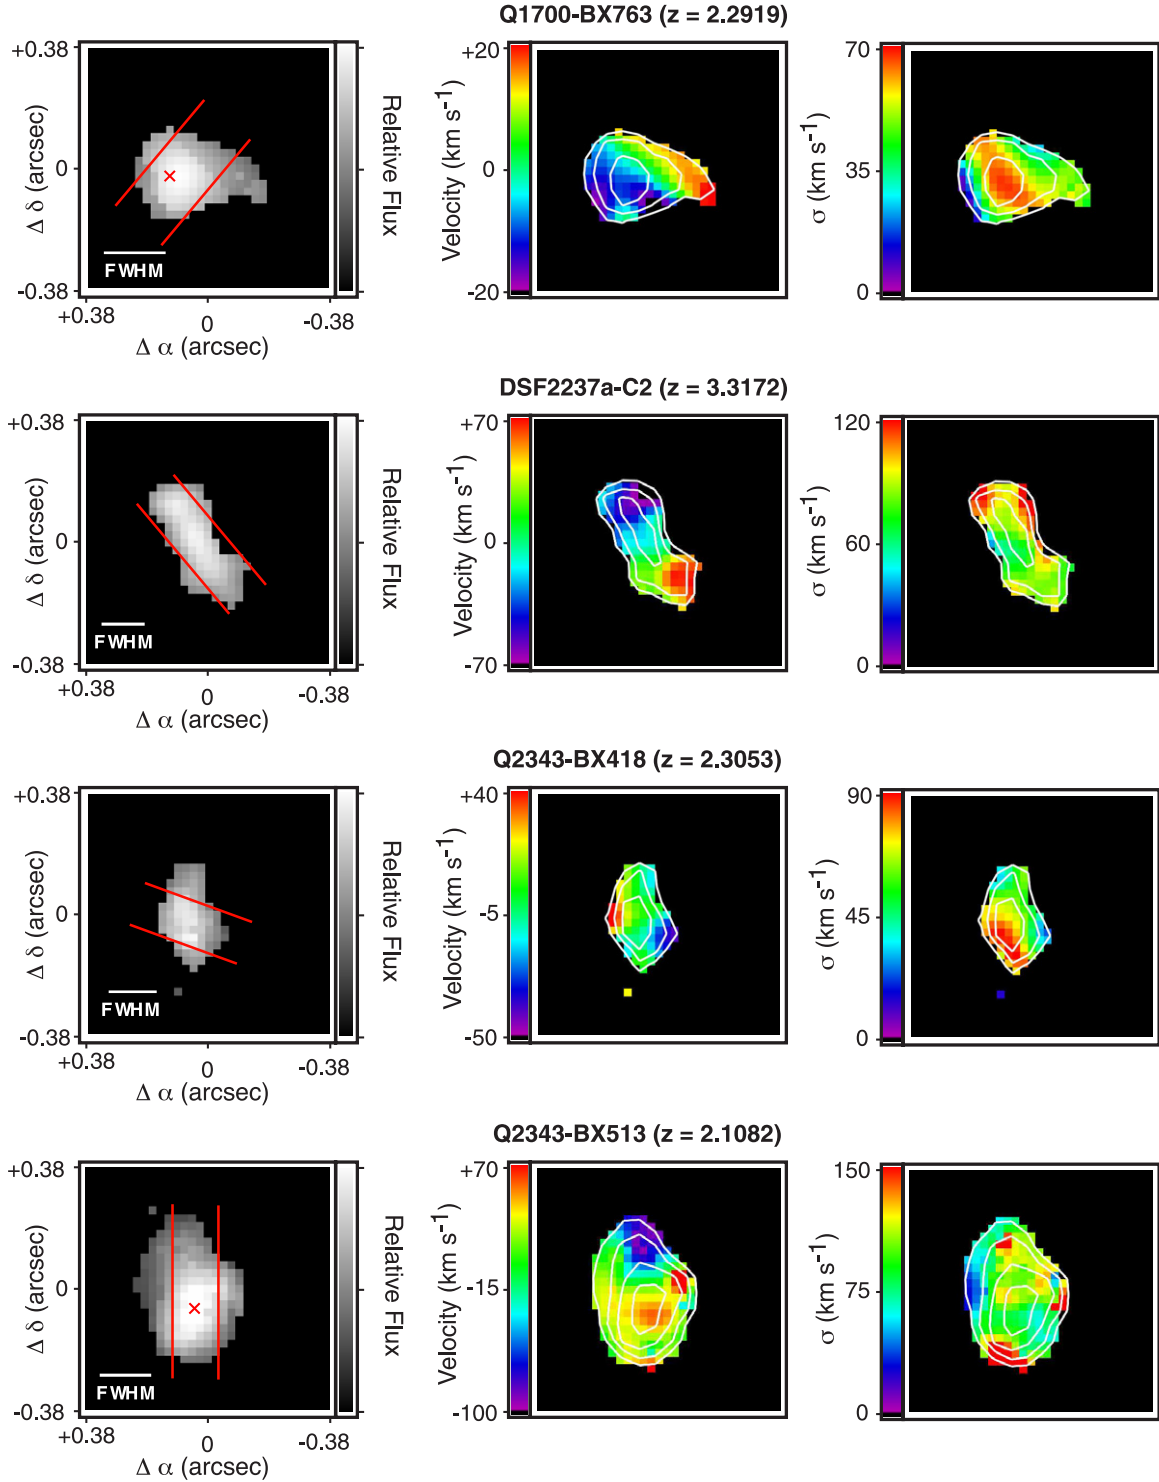 Q1700-BX763 (z = 2.2919)
+0.38
0
-0.38
Δ δ (arcsec)
FWHM
+0.38
0
-0.38
Δ α (arcsec)
Relative Flux
+20
0
-20
Velocity (km s-1)
70
35
0
σ (km s-1)
DSF2237a-C2 (z = 3.3172)
+0.38
0
-0.38
Δ δ (arcsec)
FWHM
+0.38
0
-0.38
Δ α (arcsec)
Relative Flux
+70
0
-70
Velocity (km s-1)
120
60
0
σ (km s-1)
Q2343-BX418 (z = 2.3053)
+0.38
0
-0.38
Δ δ (arcsec)
FWHM
+0.38
0
-0.38
Δ α (arcsec)
Relative Flux
+40
-5
-50
Velocity (km s-1)
90
45
0
σ (km s-1)
Q2343-BX513 (z = 2.1082)
+0.38
0
-0.38
Δ δ (arcsec)
FWHM
+0.38
0
-0.38
Δ α (arcsec)
Relative Flux
+70
-15
-100
Velocity (km s-1)
150
75
0
σ (km s-1)